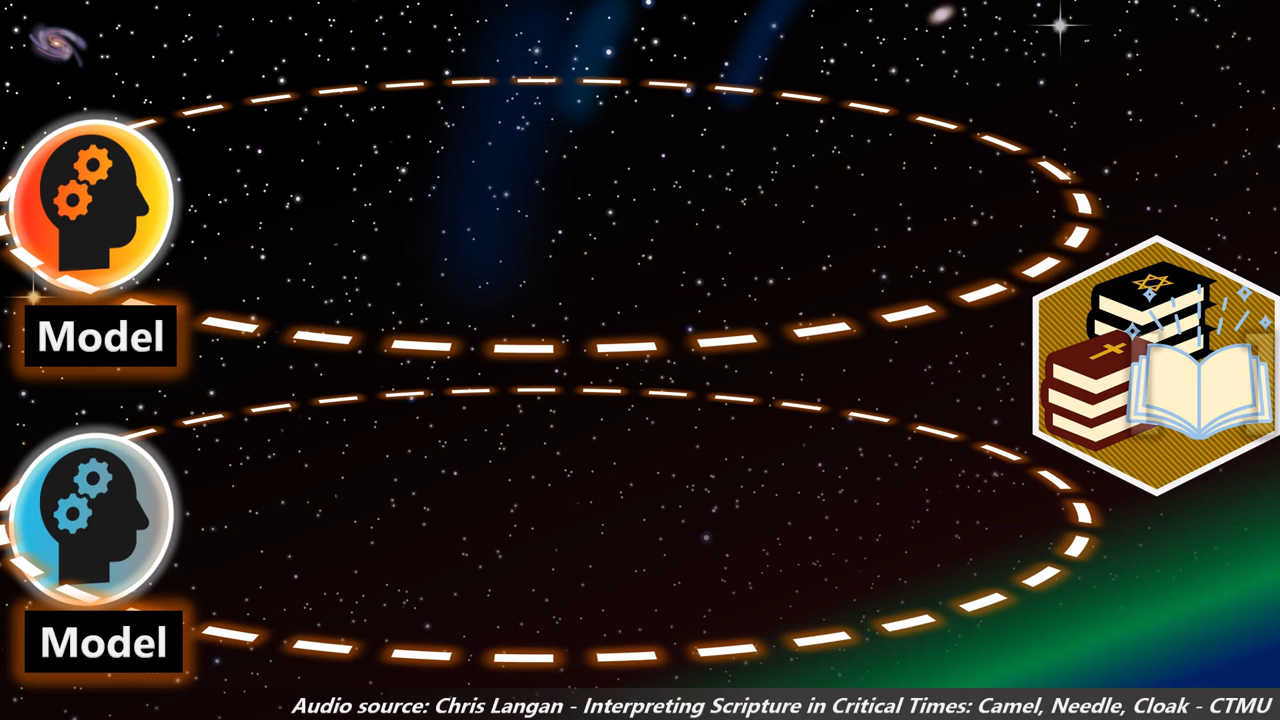 Model
Model
Audio source: Chris Langan - Interpreting Scripture in Critical Times: Camel, Needle, Cloak - CTMU